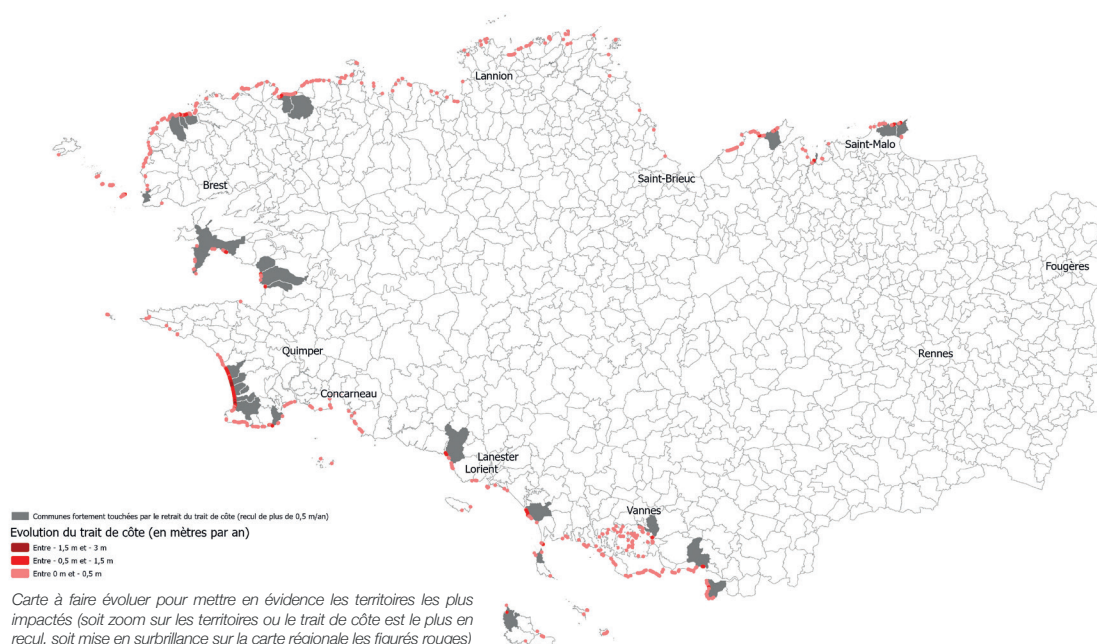 Lannion
Saint-Malo
Brest
Saint-Brieuc
Fougères
Quimper
Rennes
Concarneau
Lanester
Lorient
Vannes
Communes fortement touchées par le retrait du trait de côte (recul de plus de 0,5 m/an)
Evolution du trait de côte (en mètres par an)
Entre - 1,5 m et - 3 m
Entre - 0,5 m et - 1,5 m
Entre 0 m et - 0,5 m
Carte à faire évoluer pour mettre en évidence les territoires les plus
impactés (soit zoom sur les territoires ou le trait de côte est le plus en
recul, soit mise en surbrillance sur la carte régionale les figurés rouges)